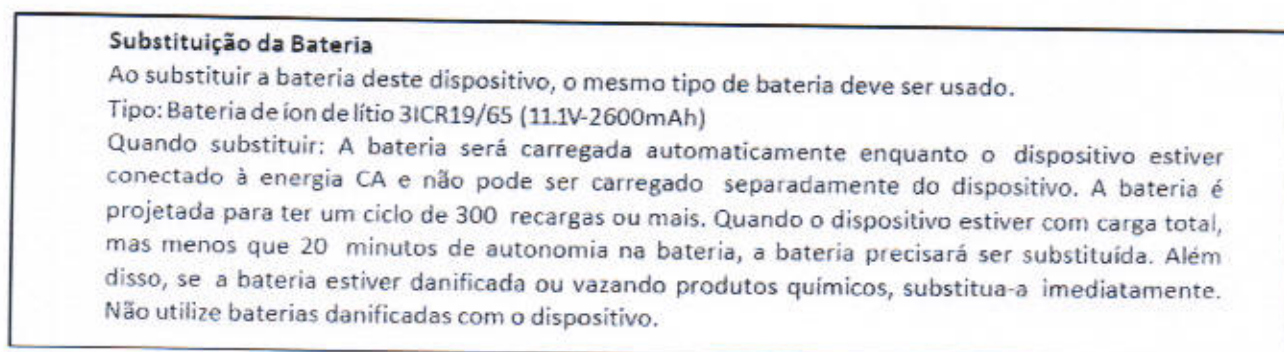 Substituição da Bateria
Ao substituir a bateria deste dispositivo, o mesmo tipo de bateria deve ser usado.
Tipo: Bateria de íon de lítio 3ICR19/65 (11.1V-2600mAh)
Quando substituir: A bateria será carregada automaticamente enquanto o dispositivo estiver
conectado à energia CA e não pode ser carregado separadamente do dispositivo. A bateria é
projetada para ter um ciclo de 300 recargas ou mais. Quando o dispositivo estiver com carga total,
mas menos que 20 minutos de autonomia na bateria, a bateria precisará ser substituída. Além
disso, se a bateria estiver danificada ou vazando produtos químicos, substitua-a imediatamente.
Não utilize baterias danificadas com o dispositivo.